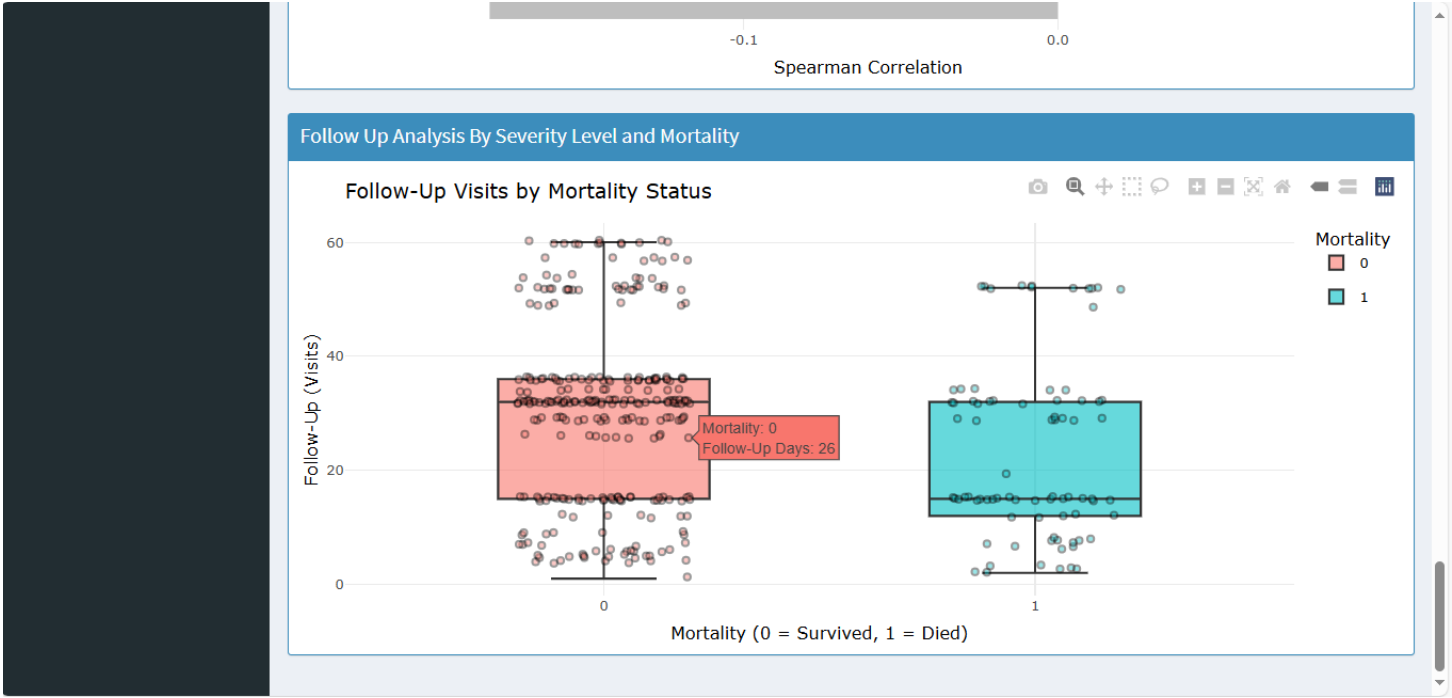 -0.1
0.0
Spearman Correlation
Follow Up Analysis By Severity Level and Mortality
Follow-Up Visits by Mortality Status
Mortality
0
1
60
40
20
0
Follow-Up (Visits)
Mortality: 0
Follow-Up Days: 26
0
1
Mortality (0 = Survived, 1 = Died)